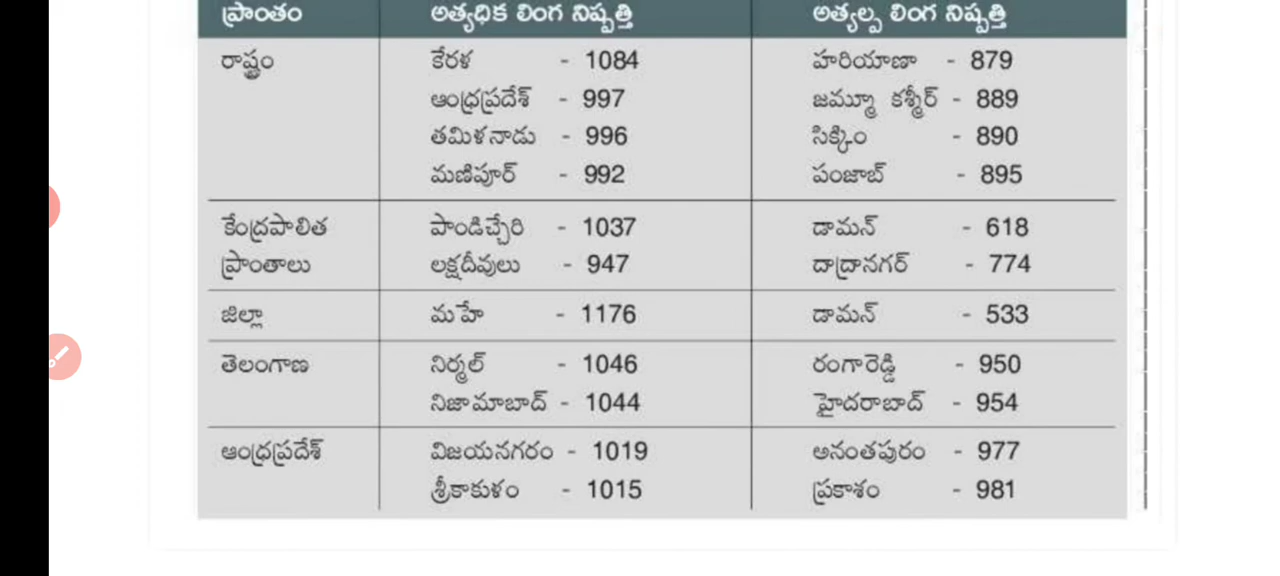 ప్రాంతం అత్యధిక లింగ నిష్పత్తి అత్యల్ప లింగ నిష్పత్తి
రాష్ట్రం కేరళ - 1084 హరియాణా - 879
ఆంధ్రప్రదేశ్ - 997 జమ్మూ కశ్మీర్ - 889
తమిళనాడు - 996 సిక్కిం - 890
మణిపూర్ - 992 పంజాబ్ - 895
కేంద్రపాలిత పాండిచ్చేరి - 1037 డామన్ - 618
ప్రాంతాలు లక్షదీవులు - 947 దాద్రానగర్ - 774
జిల్లా మహే - 1176 డామన్ - 533
తెలంగాణ నిర్మల్ - 1046 రంగారెడ్డి - 950
నిజామాబాద్ - 1044 హైదరాబాద్ - 954
ఆంధ్రప్రదేశ్ విజయనగరం - 1019 అనంతపురం - 977
శ్రీకాకుళం - 1015 ప్రకాశం - 981